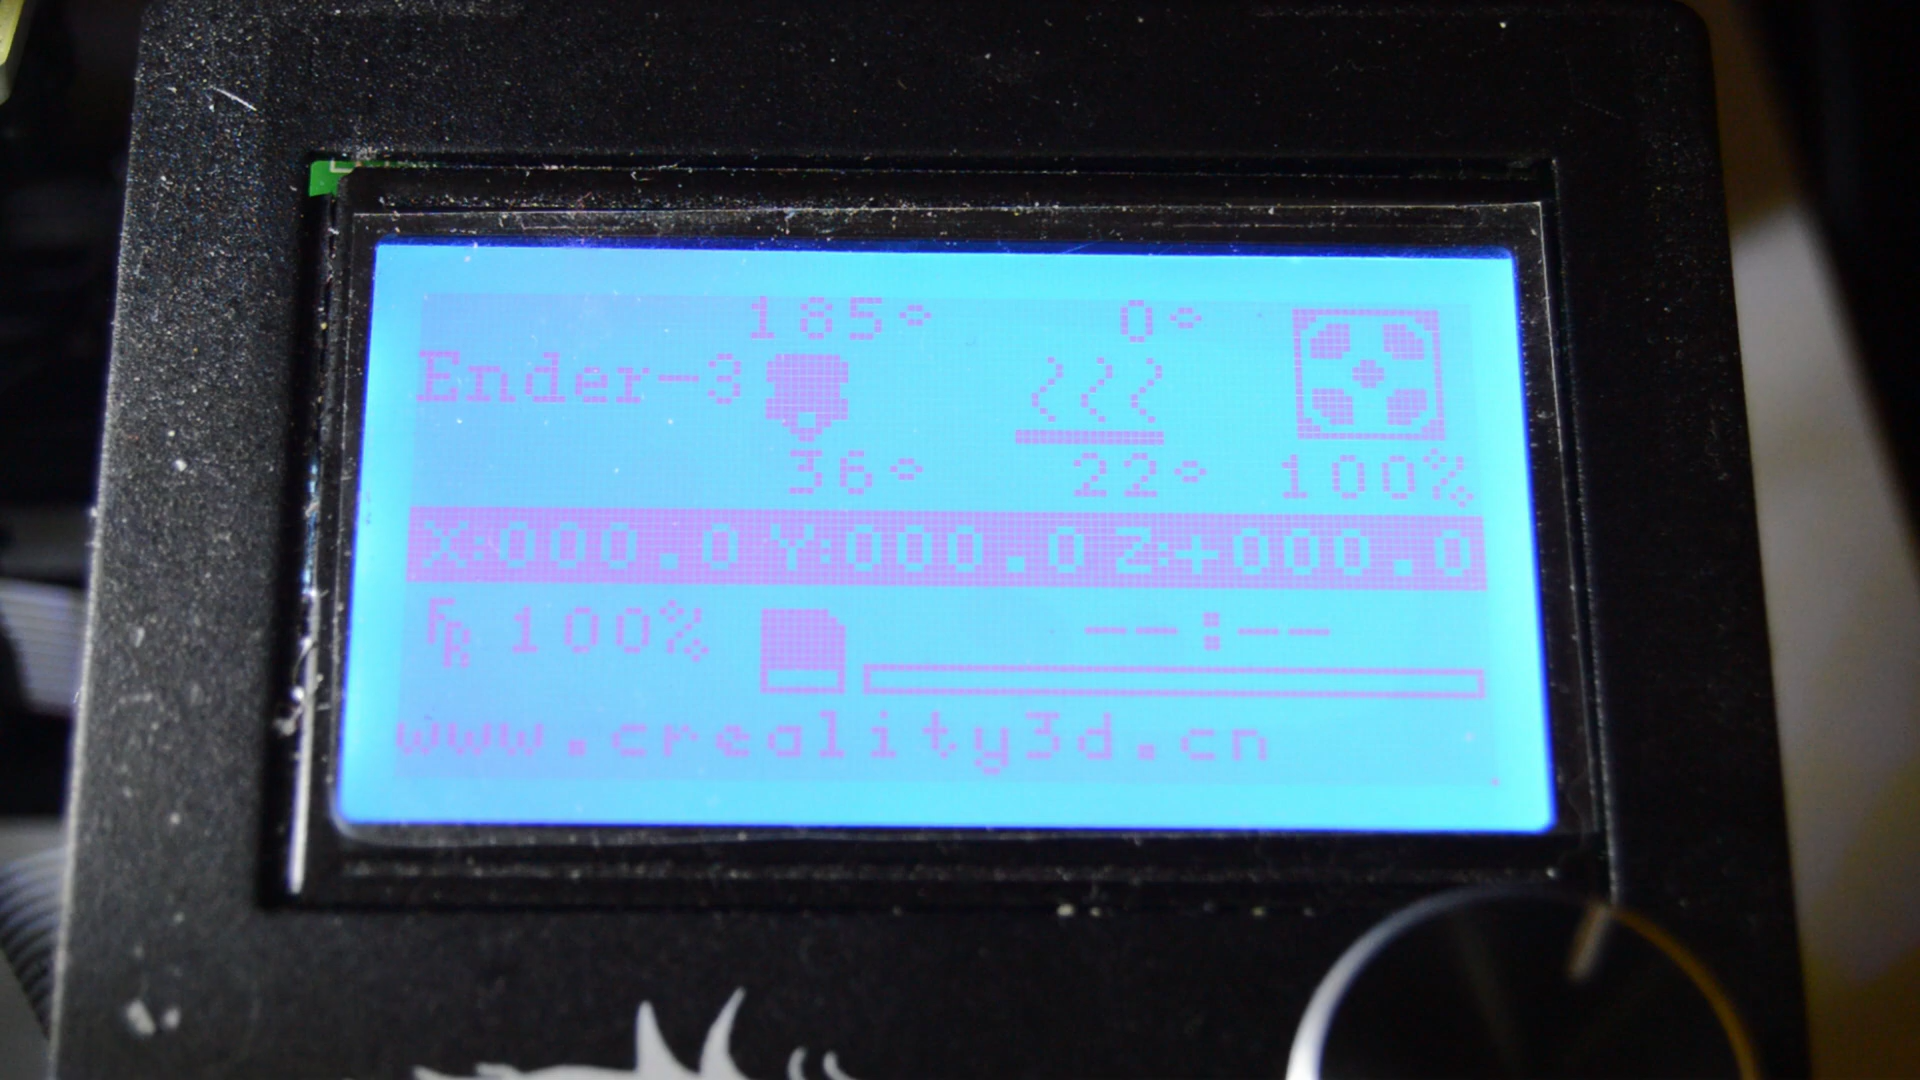 185° 0°
Ender-3
36° 22° 100%
X:000.0 Y:000.0 Z:+000.0
FR 100% --:--
www.creality3d.cn